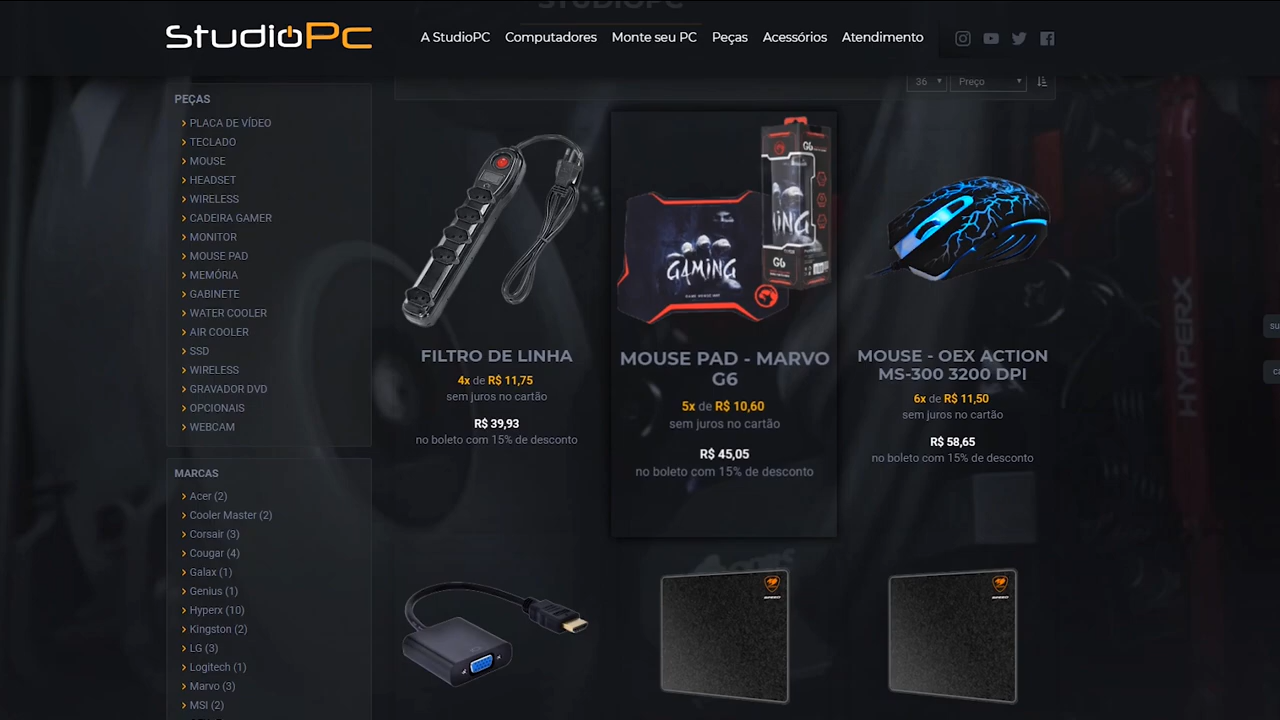 STUDIOPC
StudioPc
A StudioPC
Computadores
Monte seu PC
Peças
Acessórios
Atendimento
36
Preço
PEÇAS
PLACA DE VÍDEO
TECLADO
MOUSE
HEADSET
WIRELESS
CADEIRA GAMER
MONITOR
MOUSE PAD
MEMÓRIA
GABINETE
WATER COOLER
AIR COOLER
SSD
WIRELESS
GRAVADOR DVD
OPCIONAIS
WEBCAM
MARCAS
Acer (2)
Cooler Master (2)
Corsair (3)
Cougar (4)
Galax (1)
Genius (1)
Hyperx (10)
Kingston (2)
LG (3)
Logitech (1)
Marvo (3)
MSI (2)
FILTRO DE LINHA
4x de R$ 11,75
sem juros no cartão
R$ 39,93
no boleto com 15% de desconto
G6
GAMING
G6
MOUSE PAD - MARVO
G6
5x de R$ 10,60
sem juros no cartão
R$ 45,05
no boleto com 15% de desconto
MOUSE - OEX ACTION
MS-300 3200 DPI
6x de R$ 11,50
sem juros no cartão
R$ 58,65
no boleto com 15% de desconto
HYPERX
SPEED
SPEED
su
ca